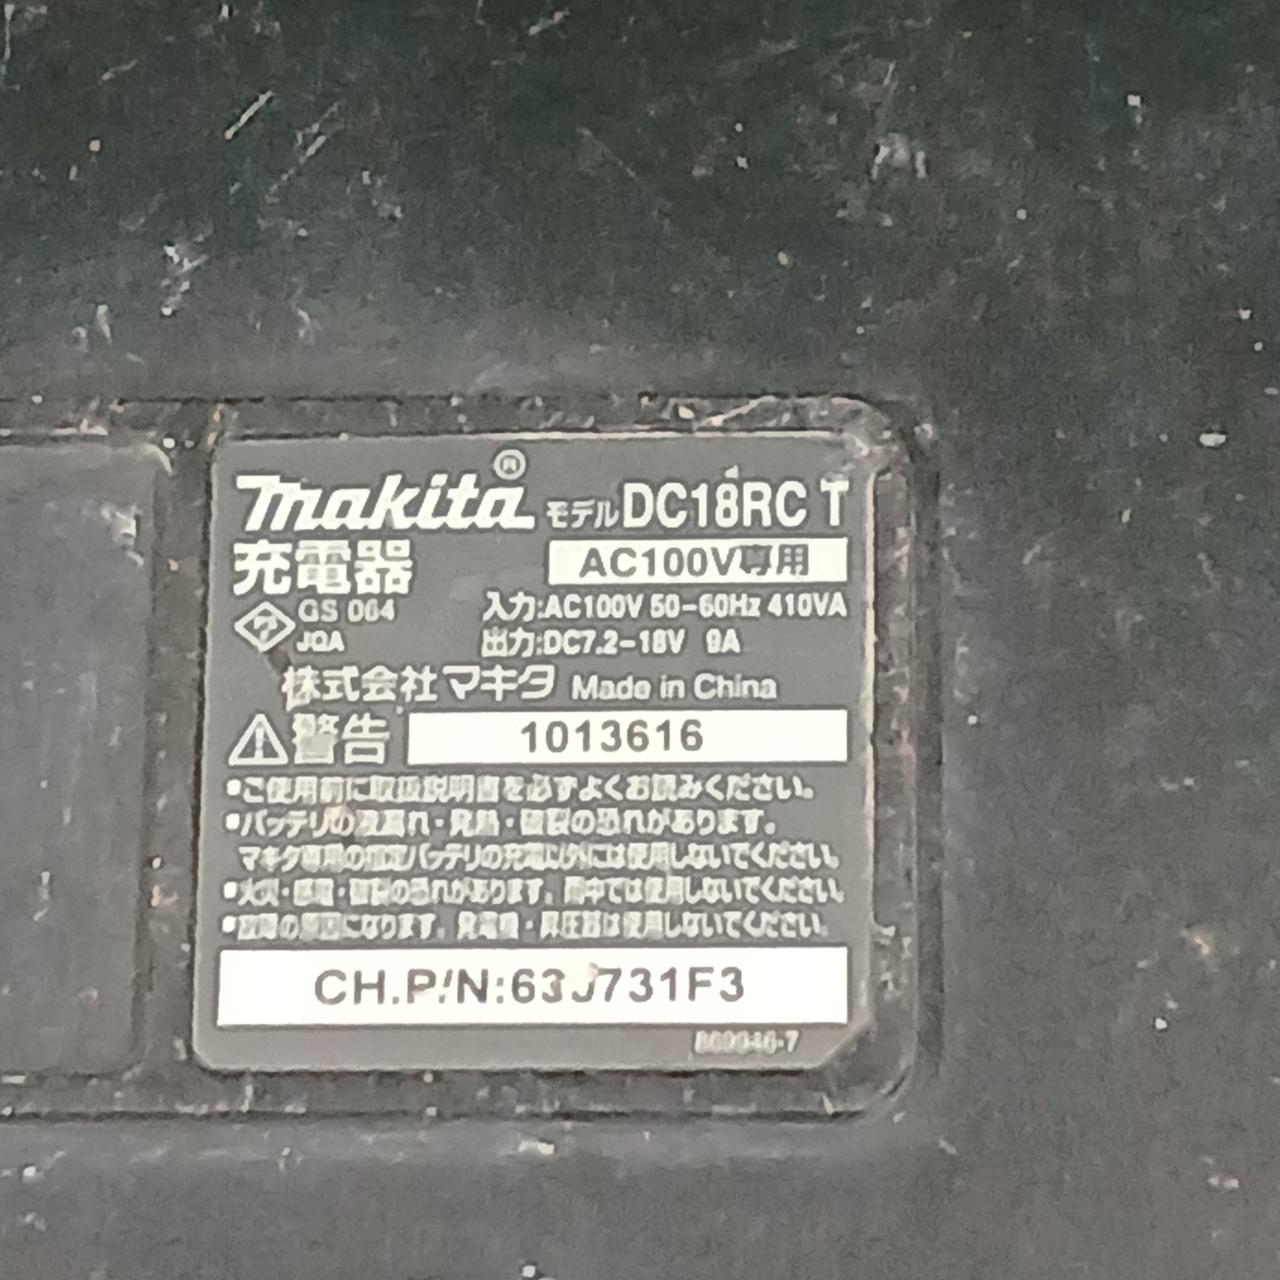 makita® モデル DC18RC T
充電器 AC100V専用
GS 064 入力:AC100V 50-60Hz 410VA
JQA 出力:DC7.2-18V 9A
株式会社マキタ Made in China
警告 1013616
•ご使用前に取扱説明書を必ずよくお読みください。
•バッテリの液漏れ・発熱・破裂の恐れがあります。
マキタ専用の指定バッテリの充電以外には使用しないでください。
•火災・感電・破裂の恐れがあります。雨中では使用しないでください。
•故障の原因になります。発電機・昇圧器は使用しないでください。
CH.P/N:63J731F3